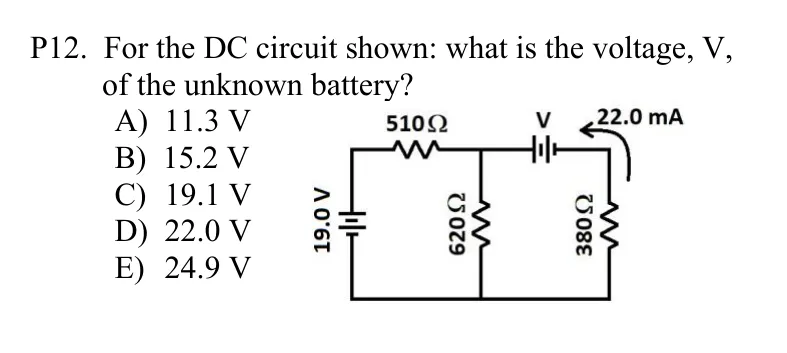 P12. For the DC circuit shown: what is the voltage, V,
of the unknown battery?
A) 11.3 V
B) 15.2 V
C) 19.1 V
D) 22.0 V
E) 24.9 V
510Ω
V
22.0 mA
19.0 V
620Ω
380Ω